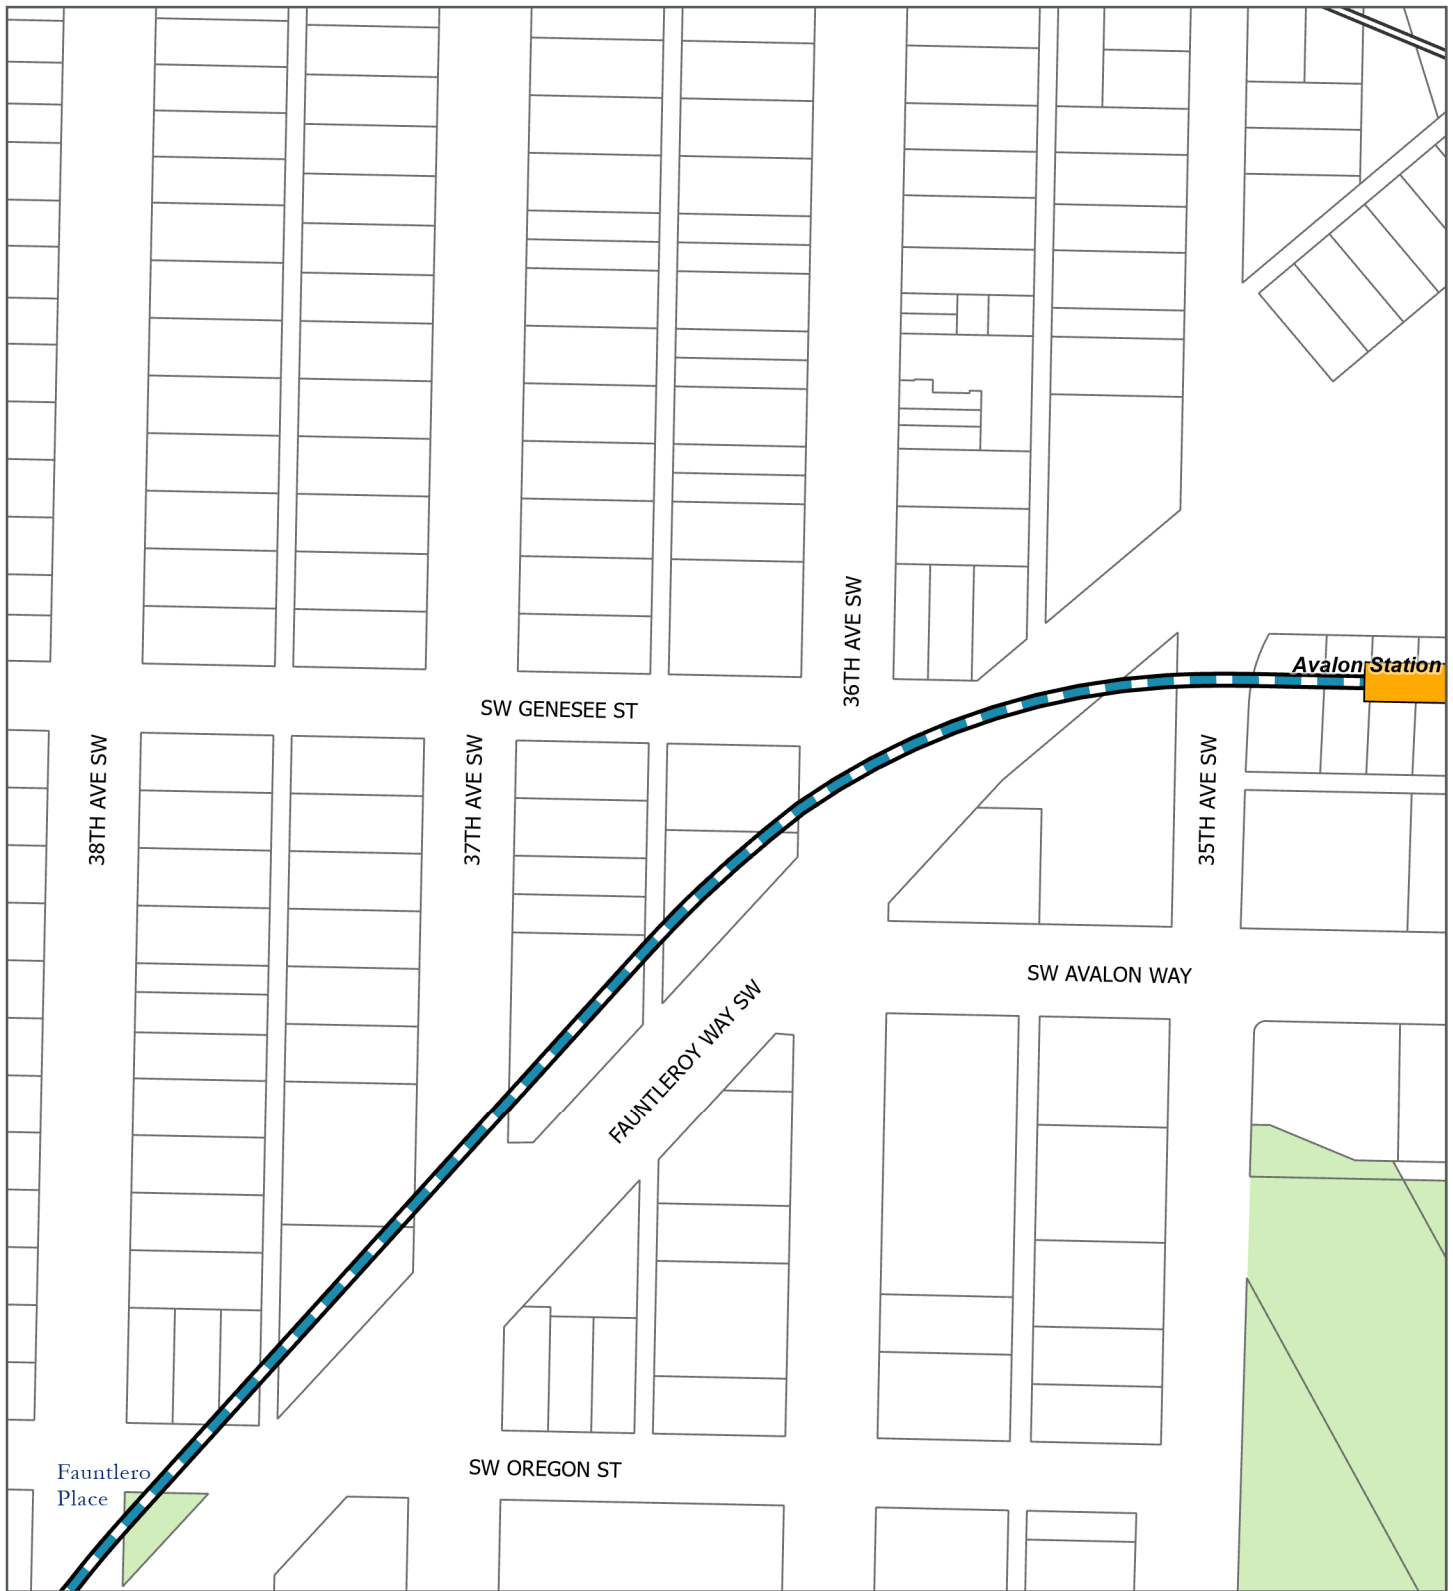 36TH AVE SW
Avalon Station
SW GENESEE ST
38TH AVE SW
37TH AVE SW
35TH AVE SW
SW AVALON WAY
FAUNTLEROY WAY SW
Fauntlero
Place
SW OREGON ST